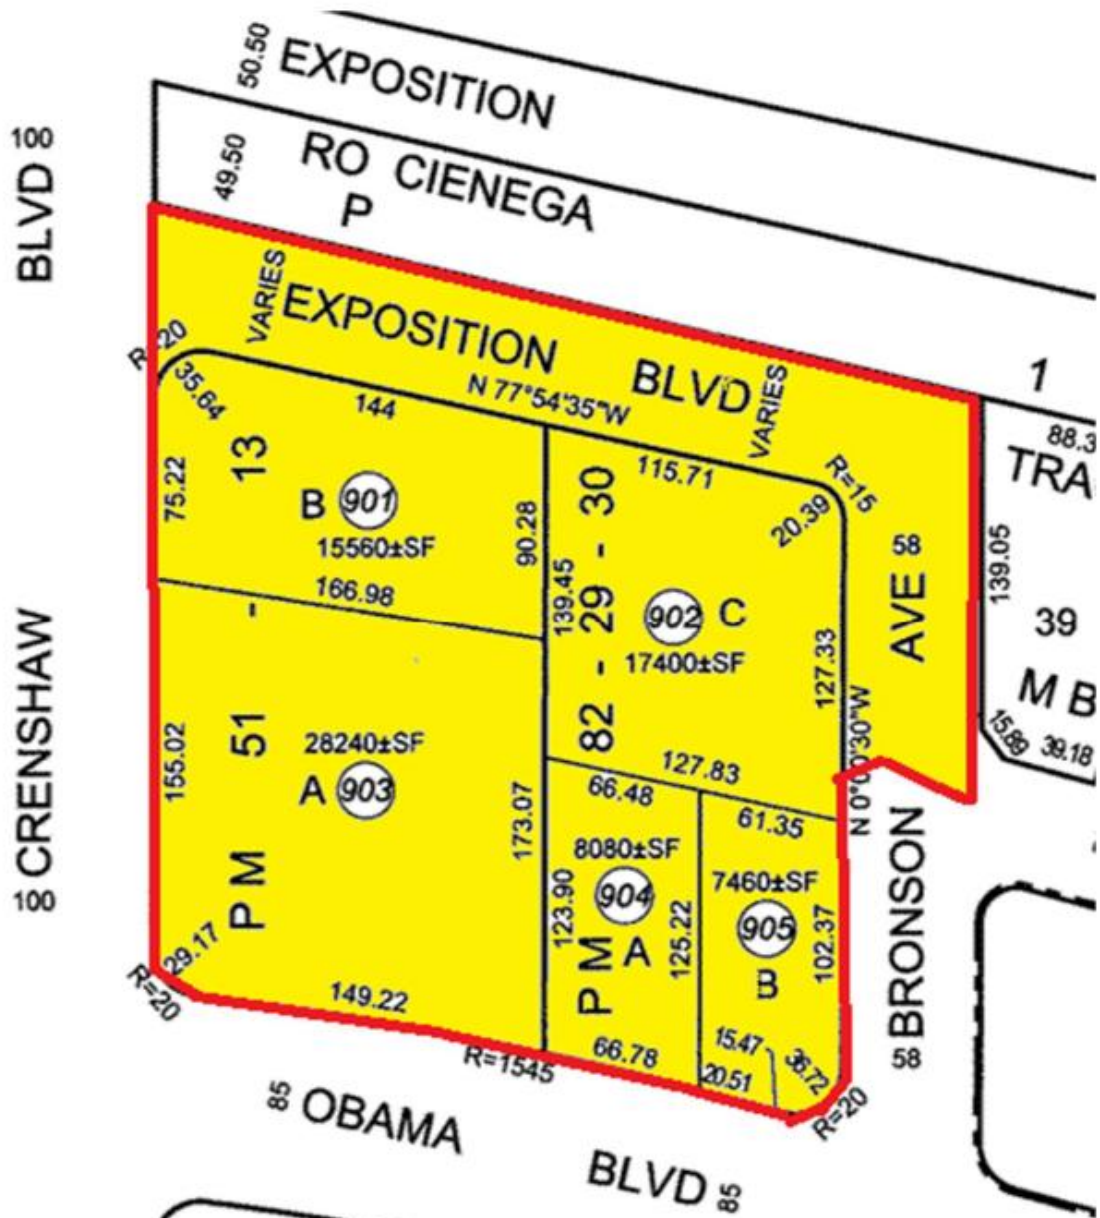 50.50
EXPOSITION
100
BLVD
49.50
RO CIENEGA
P
VARIES
EXPOSITION BLVD
VARIES
1
88.3
TRA
R=20
35.64
144
N 77°54'35"W
115.71
R=15
20.39
13
75.22
B 901
15560±SF
90.28
166.98
139.45
82 - 29 - 30
902 C
17400±SF
127.33
58
AVE
139.05
39
M B
15.89
39.18
N 0°00'30"W
CRENSHAW
100
155.02
P M 51 -
28240±SF
A 903
173.07
127.83
66.48
61.35
8080±SF
904
A
123.90
P M
125.22
7460±SF
905
B
102.37
BRONSON
58
29.17
R=20
149.22
R=1545
66.78
15.47
20.51
36.72
R=20
85 OBAMA
BLVD 85